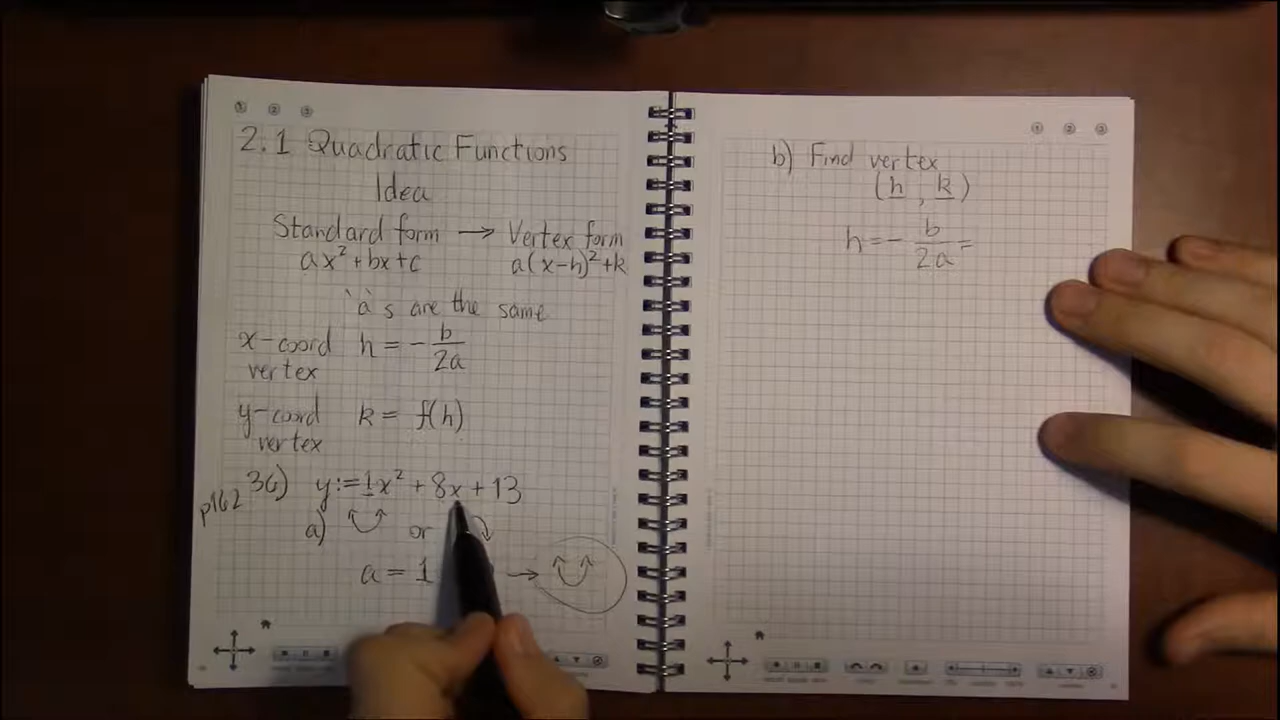 2.1 Quadratic Functions
Idea
Standard form → Vertex form
ax² + bx + c a(x-h)² + k
`a`s are the same
x-coord h = - b/2a
vertex
y-coord k = f(h)
vertex
p162 36) y = 1x² + 8x + 13
a) or
a = 1 →
b) Find vertex
(h, k)
h = - b/2a =